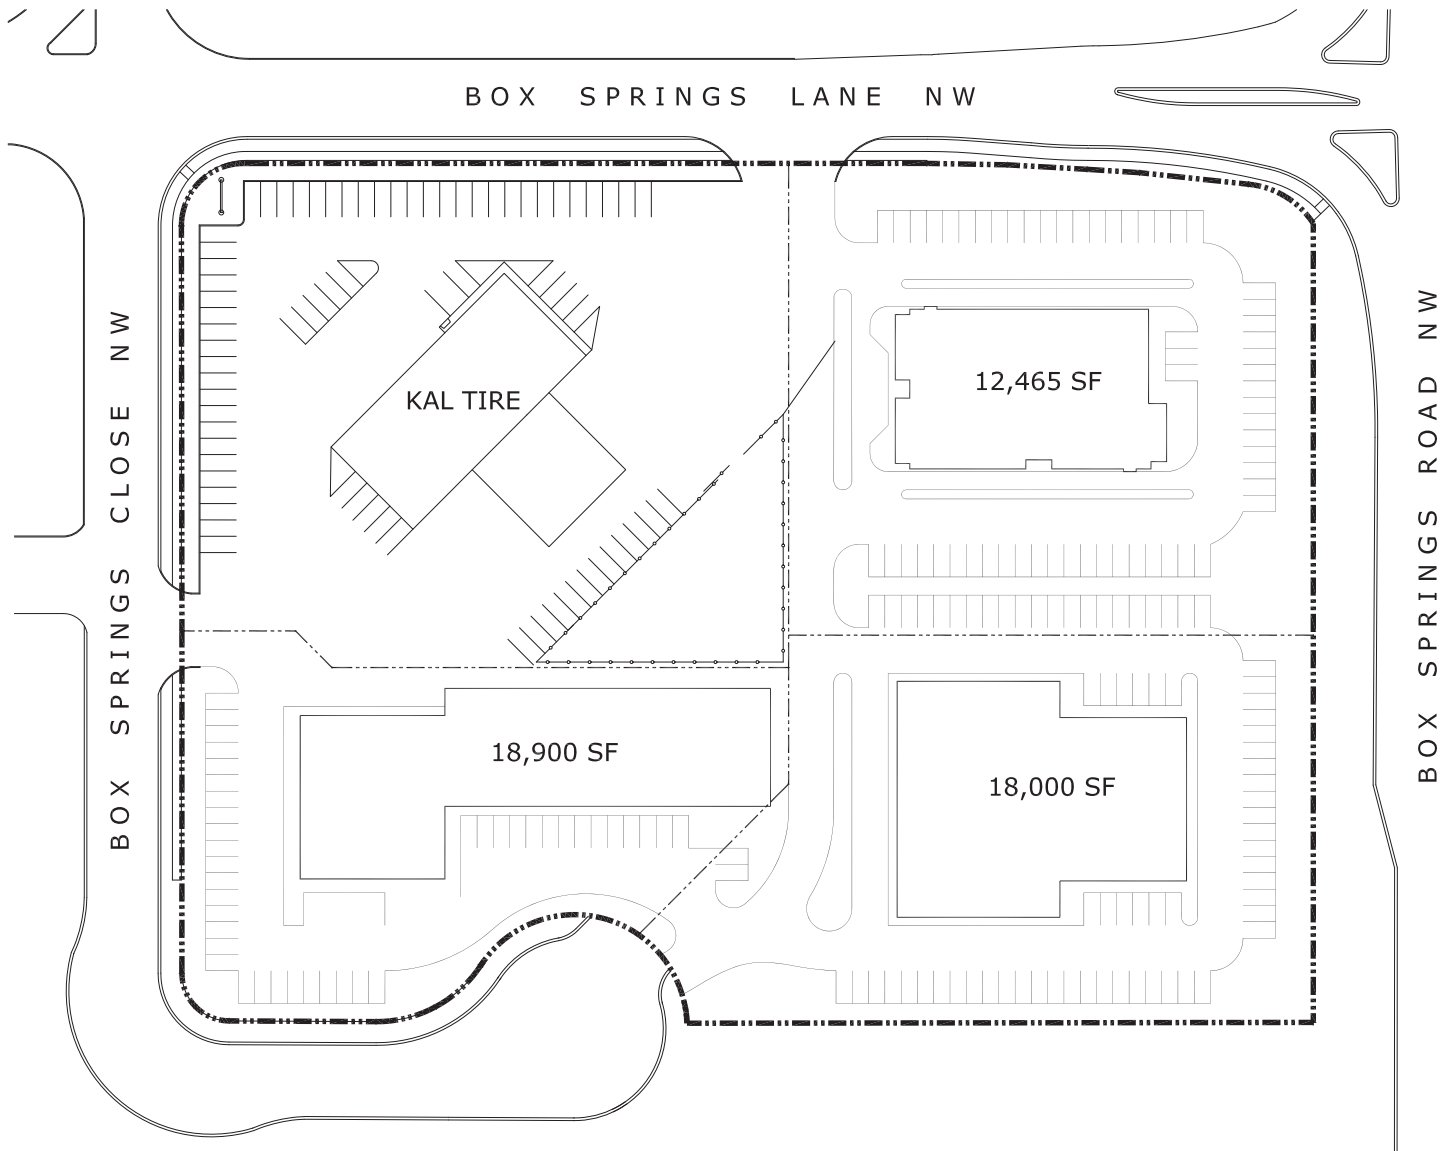 BOX SPRINGS LANE NW
BOX SPRINGS CLOSE NW
KAL TIRE
12,465 SF
BOX SPRINGS ROAD NW
18,900 SF
18,000 SF